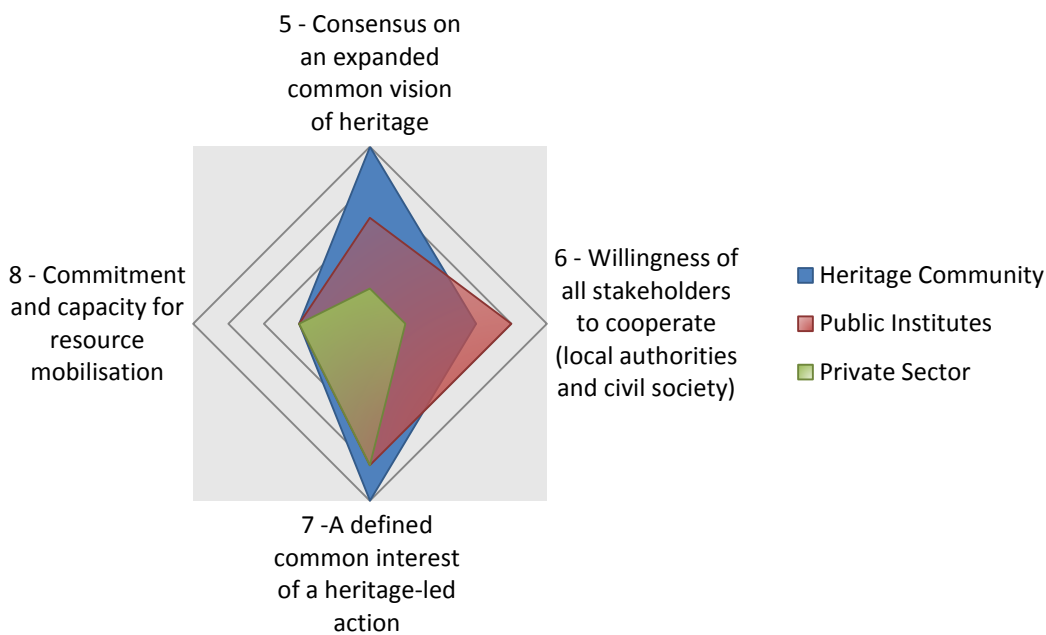 5 - Consensus on
an expanded
common vision
of heritage
8 - Commitment
and capacity for
resource
mobilisation
6 - Willingness of
all stakeholders
to cooperate
(local authorities
and civil society)
7 -A defined
common interest
of a heritage-led
action
Heritage Community
Public Institutes
Private Sector